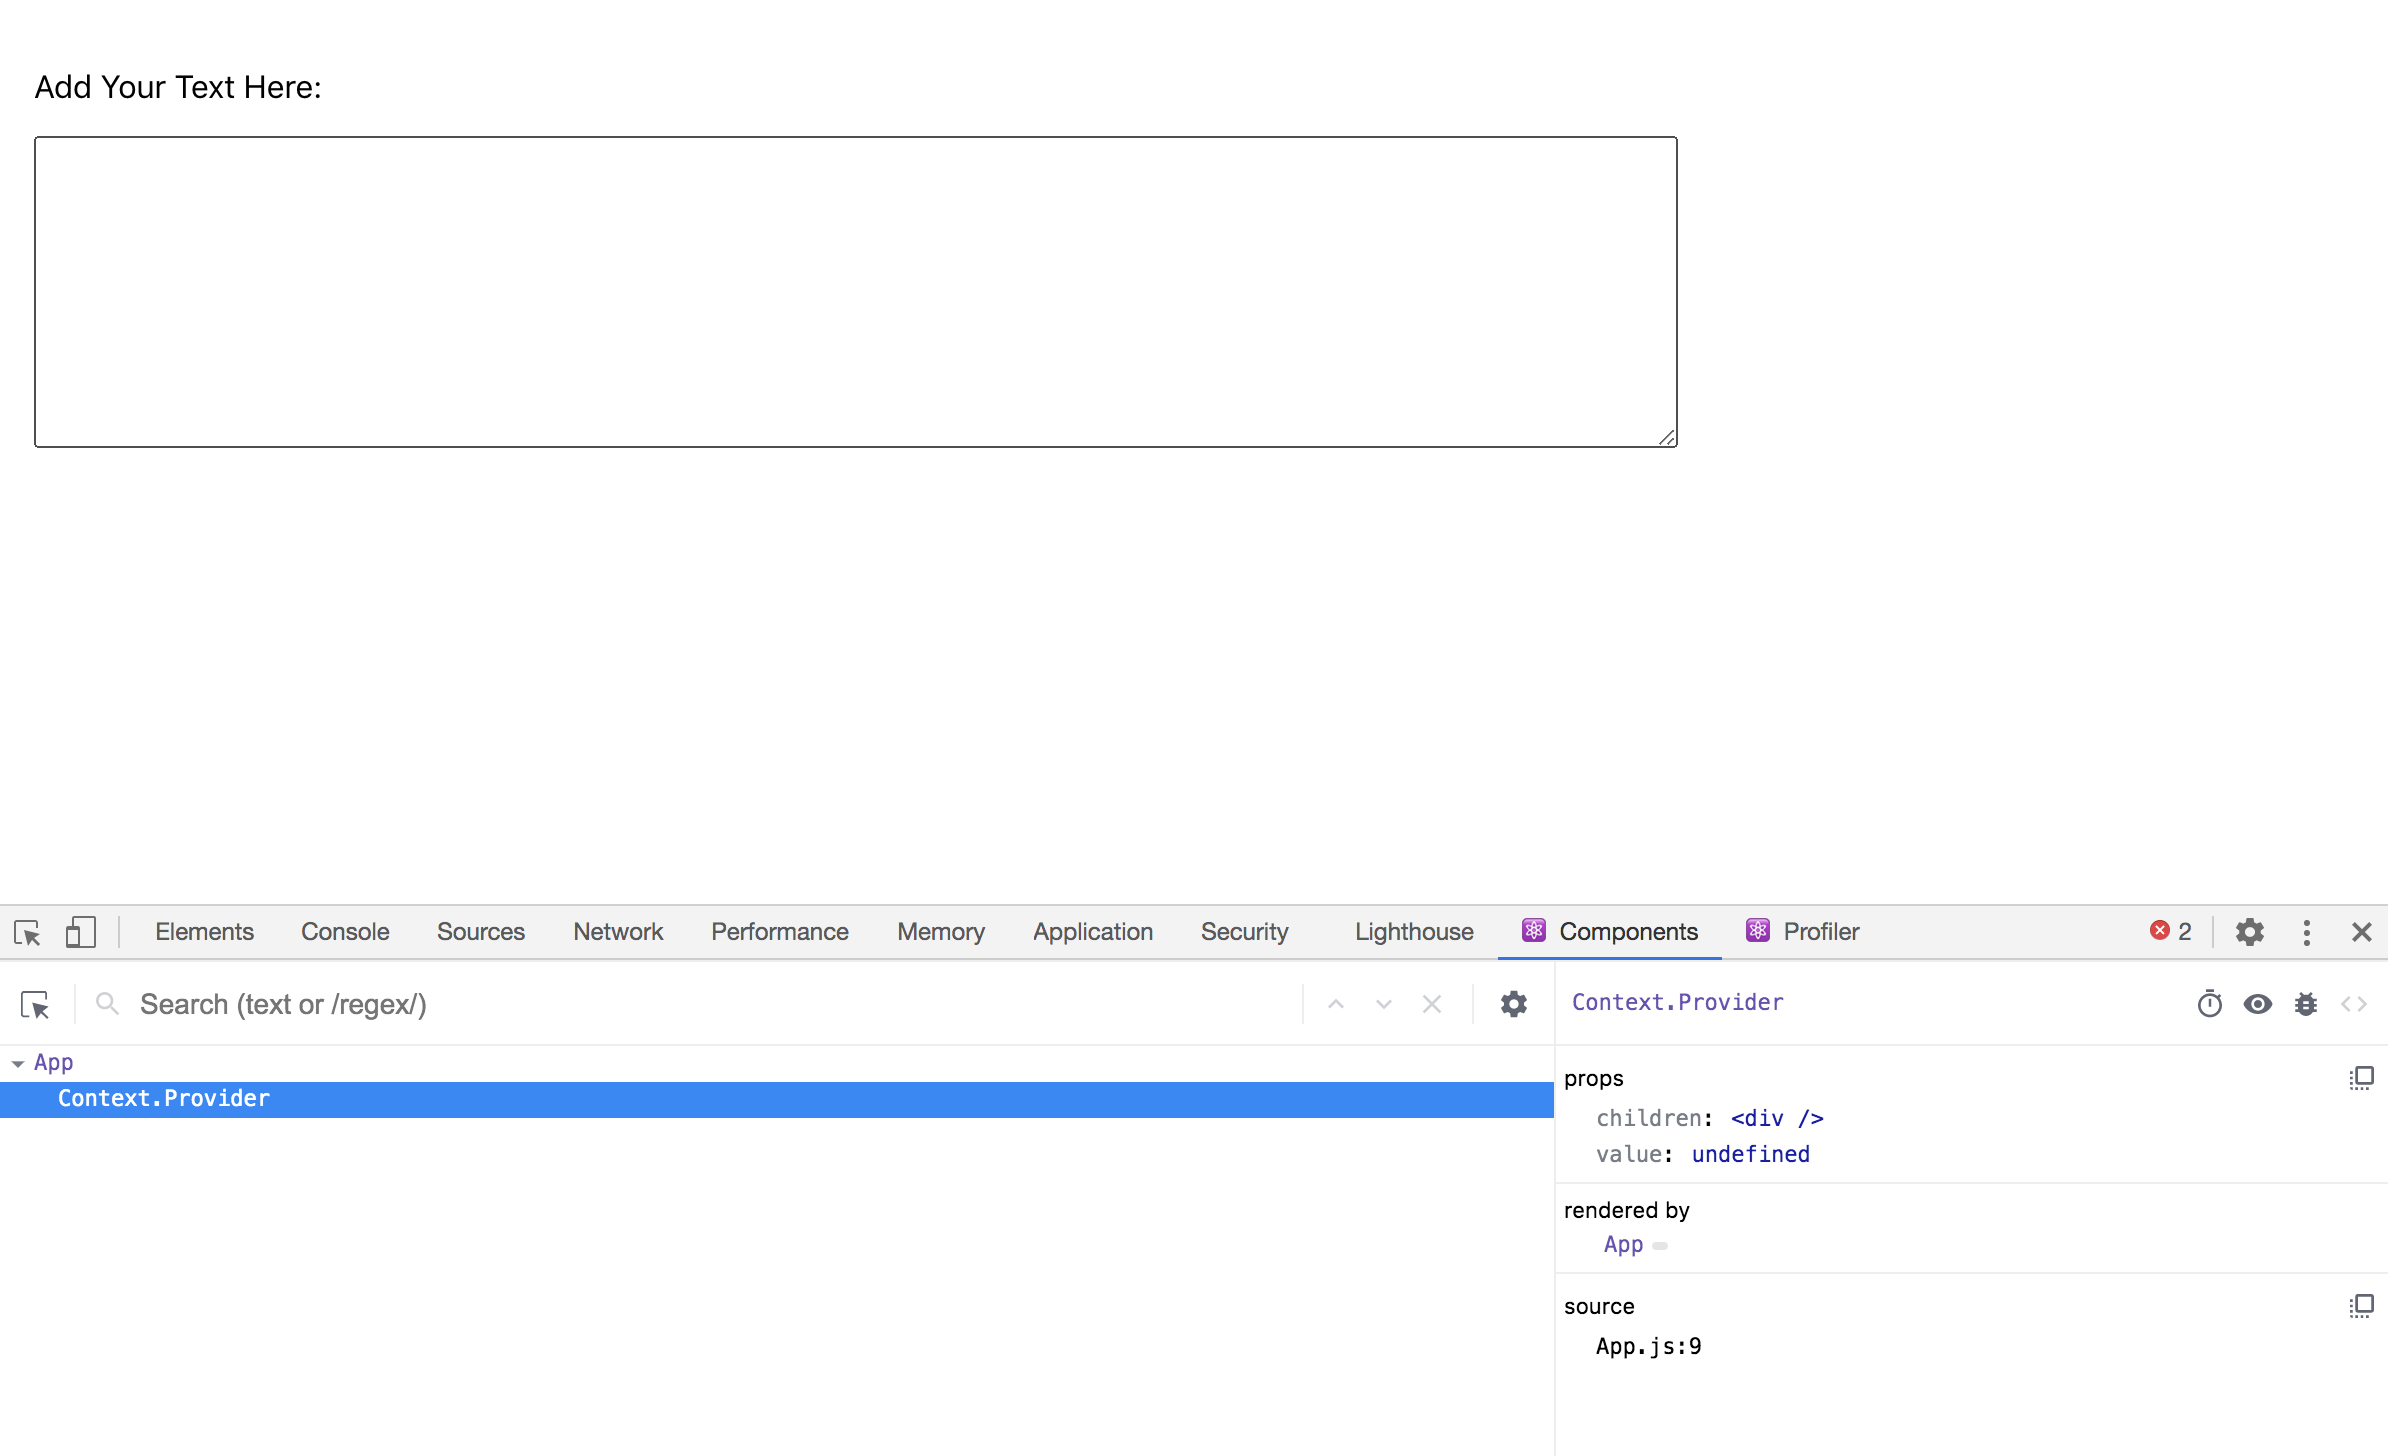 Add Your Text Here:
Elements Console Sources Network Performance Memory Application Security Lighthouse Components Profiler 2
Search (text or /regex/)
Context.Provider
App
Context.Provider
props
children: <div />
value: undefined
rendered by
App
source
App.js:9